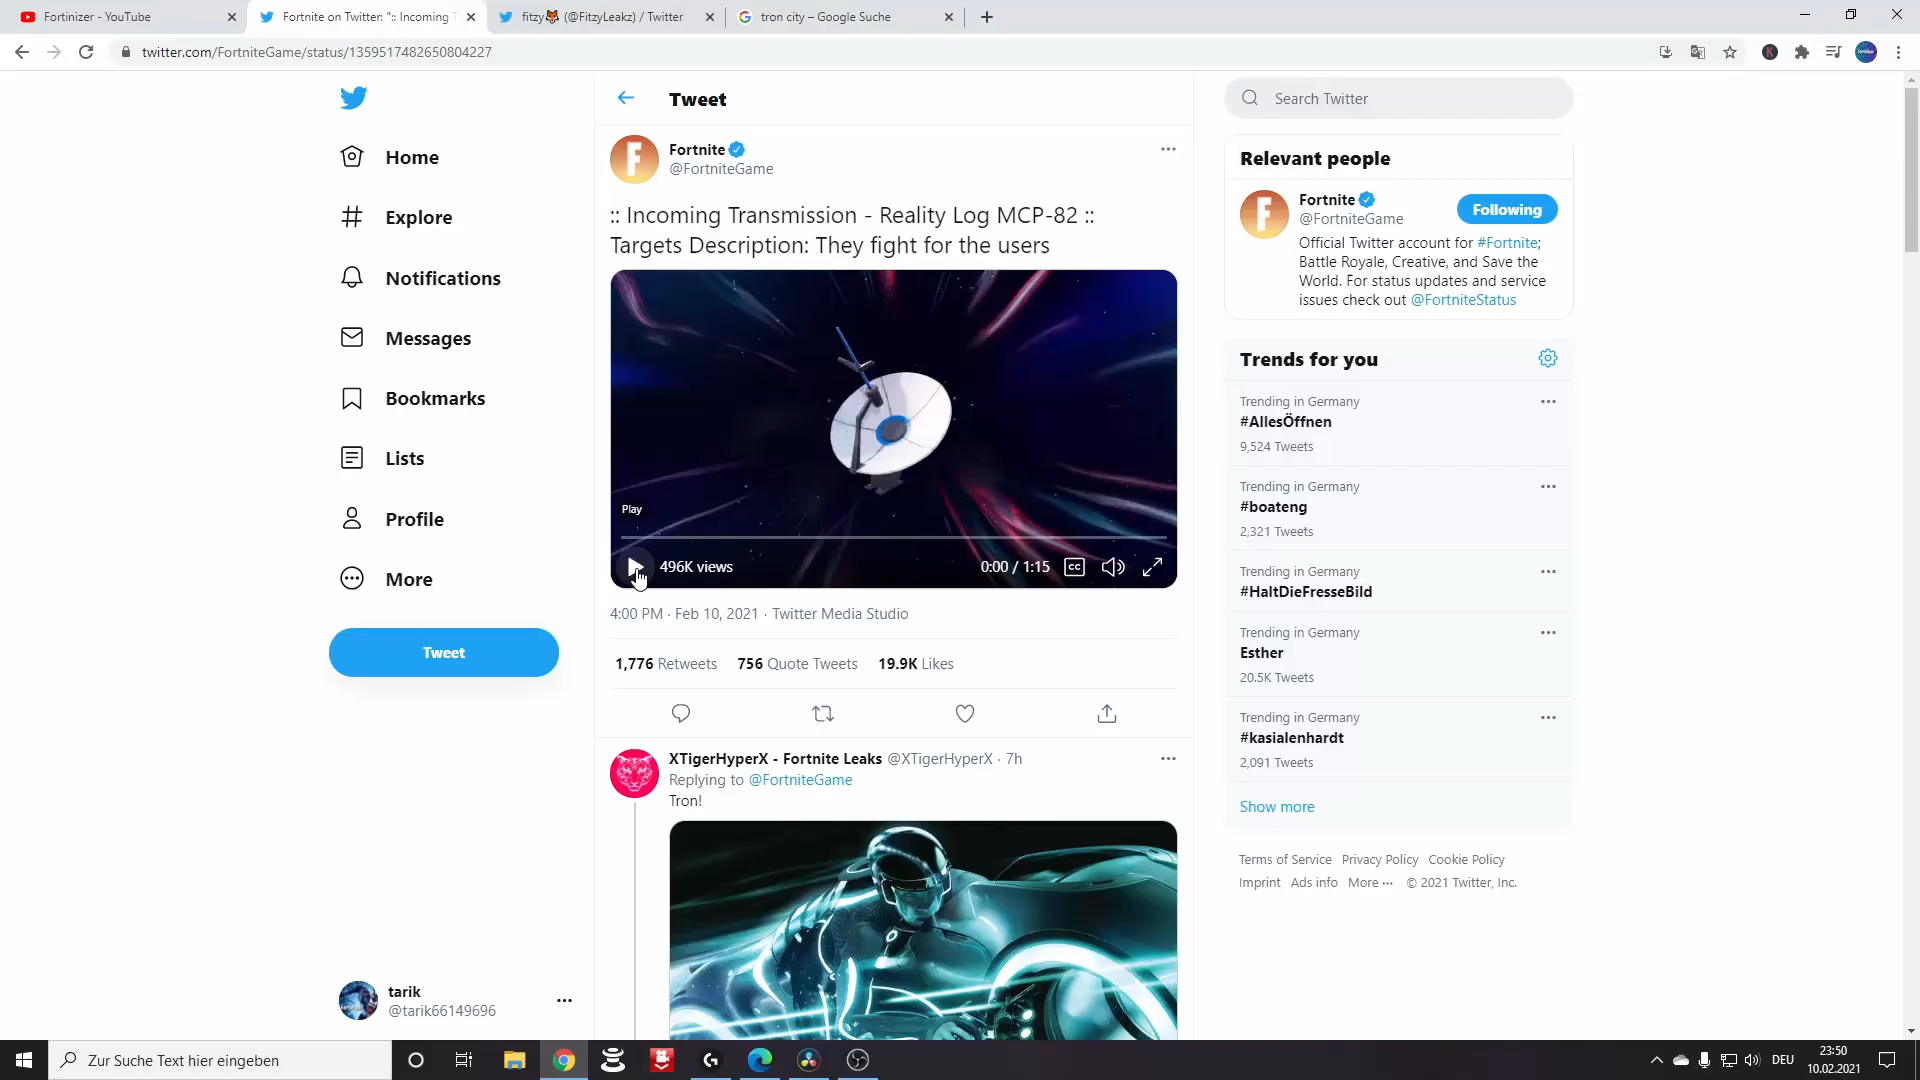 Fortinizer - YouTube
Fortnite on Twitter: ":: Incoming T
fitzy🦊 (@FitzyLeakz) / Twitter
tron city – Google Suche
twitter.com/FortniteGame/status/1359517482650804227
Home
Explore
Notifications
Messages
Bookmarks
Lists
Profile
More
Tweet
tarik
@tarik66149696
Tweet
Fortnite
@FortniteGame
:: Incoming Transmission - Reality Log MCP-82 ::
Targets Description: They fight for the users
Play
496K views
0:00 / 1:15
CC
4:00 PM · Feb 10, 2021 · Twitter Media Studio
1,776 Retweets 756 Quote Tweets 19.9K Likes
XTigerHyperX - Fortnite Leaks @XTigerHyperX · 7h
Replying to @FortniteGame
Tron!
Search Twitter
Relevant people
Fortnite
@FortniteGame
Following
Official Twitter account for #Fortnite;
Battle Royale, Creative, and Save the
World. For status updates and service
issues check out @FortniteStatus
Trends for you
Trending in Germany
#AllesÖffnen
9,524 Tweets
Trending in Germany
#boateng
2,321 Tweets
Trending in Germany
#HaltDieFresseBild
Trending in Germany
Esther
20.5K Tweets
Trending in Germany
#kasialenhardt
2,091 Tweets
Show more
Terms of Service Privacy Policy Cookie Policy
Imprint Ads info More ··· © 2021 Twitter, Inc.
Zur Suche Text hier eingeben
DEU
23:50
10.02.2021